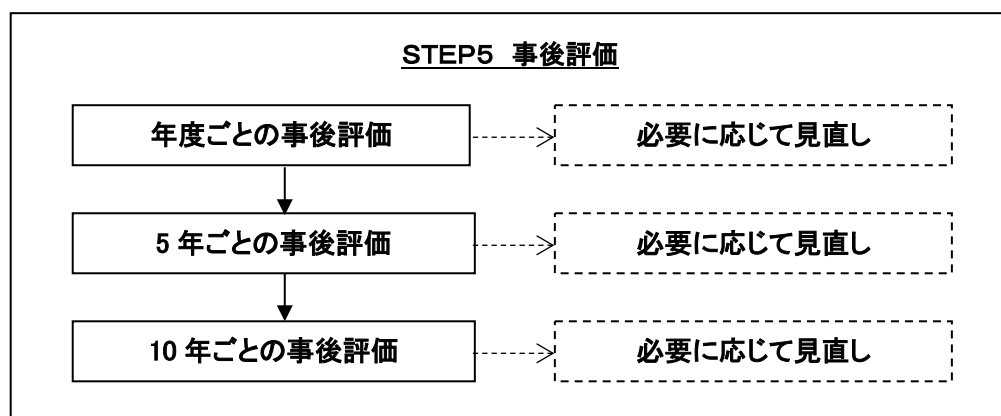 STEP5 事後評価
年度ごとの事後評価
必要に応じて見直し
5 年ごとの事後評価
必要に応じて見直し
10 年ごとの事後評価
必要に応じて見直し